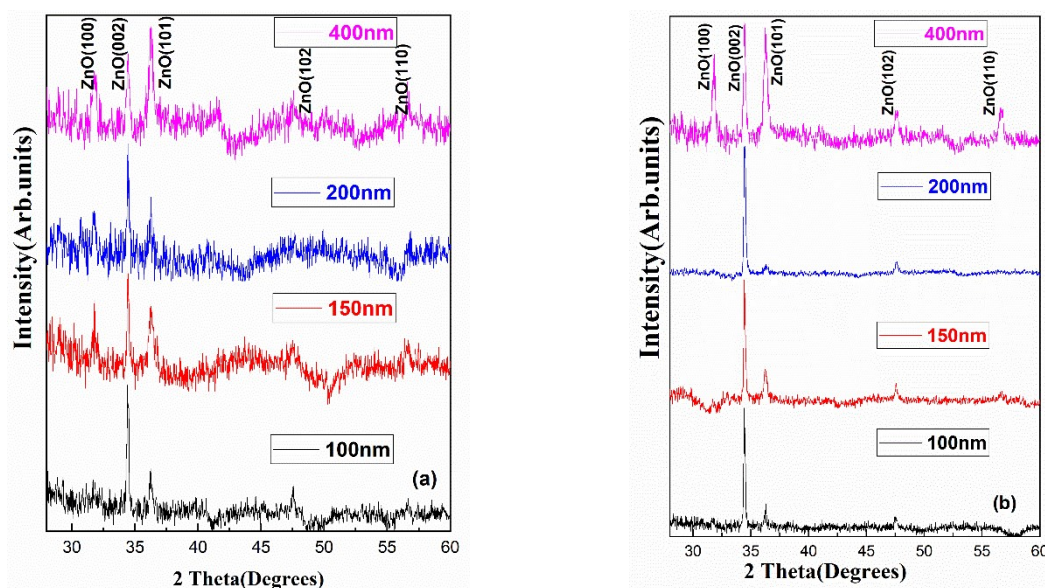 ZnO(100)
ZnO(002)
ZnO(101)
400nm
ZnO(102
ZnO(110)
200nm
150nm
100nm
(a)
Intensity(Arb.units)
30 35 40 45 50 55 60
2 Theta(Degrees)
ZnO(100)
ZnO(002)
ZnO(101)
400nm
ZnO(102)
ZnO(110)
200nm
150nm
100nm
(b)
Intensity(Arb.units)
30 35 40 45 50 55 60
2 Theta(Degrees)